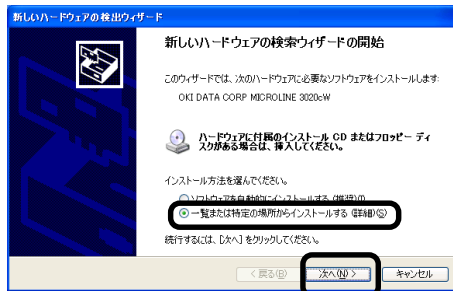 新しいハードウェアの検出ウィザード
新しいハードウェアの検索ウィザードの開始
このウィザードでは、次のハードウェアに必要なソフトウェアをインストールします:
OKI DATA CORP MICROLINE 3020cW
ハードウェアに付属のインストール CD またはフロッピー ディ
スクがある場合は、挿入してください。
インストール方法を選んでください。
ソフトウェアを自動的にインストールする (推奨)(I)
一覧または特定の場所からインストールする (詳細)(S)
続行するには、[次へ] をクリックしてください。
< 戻る(B) 次へ(N) > キャンセル